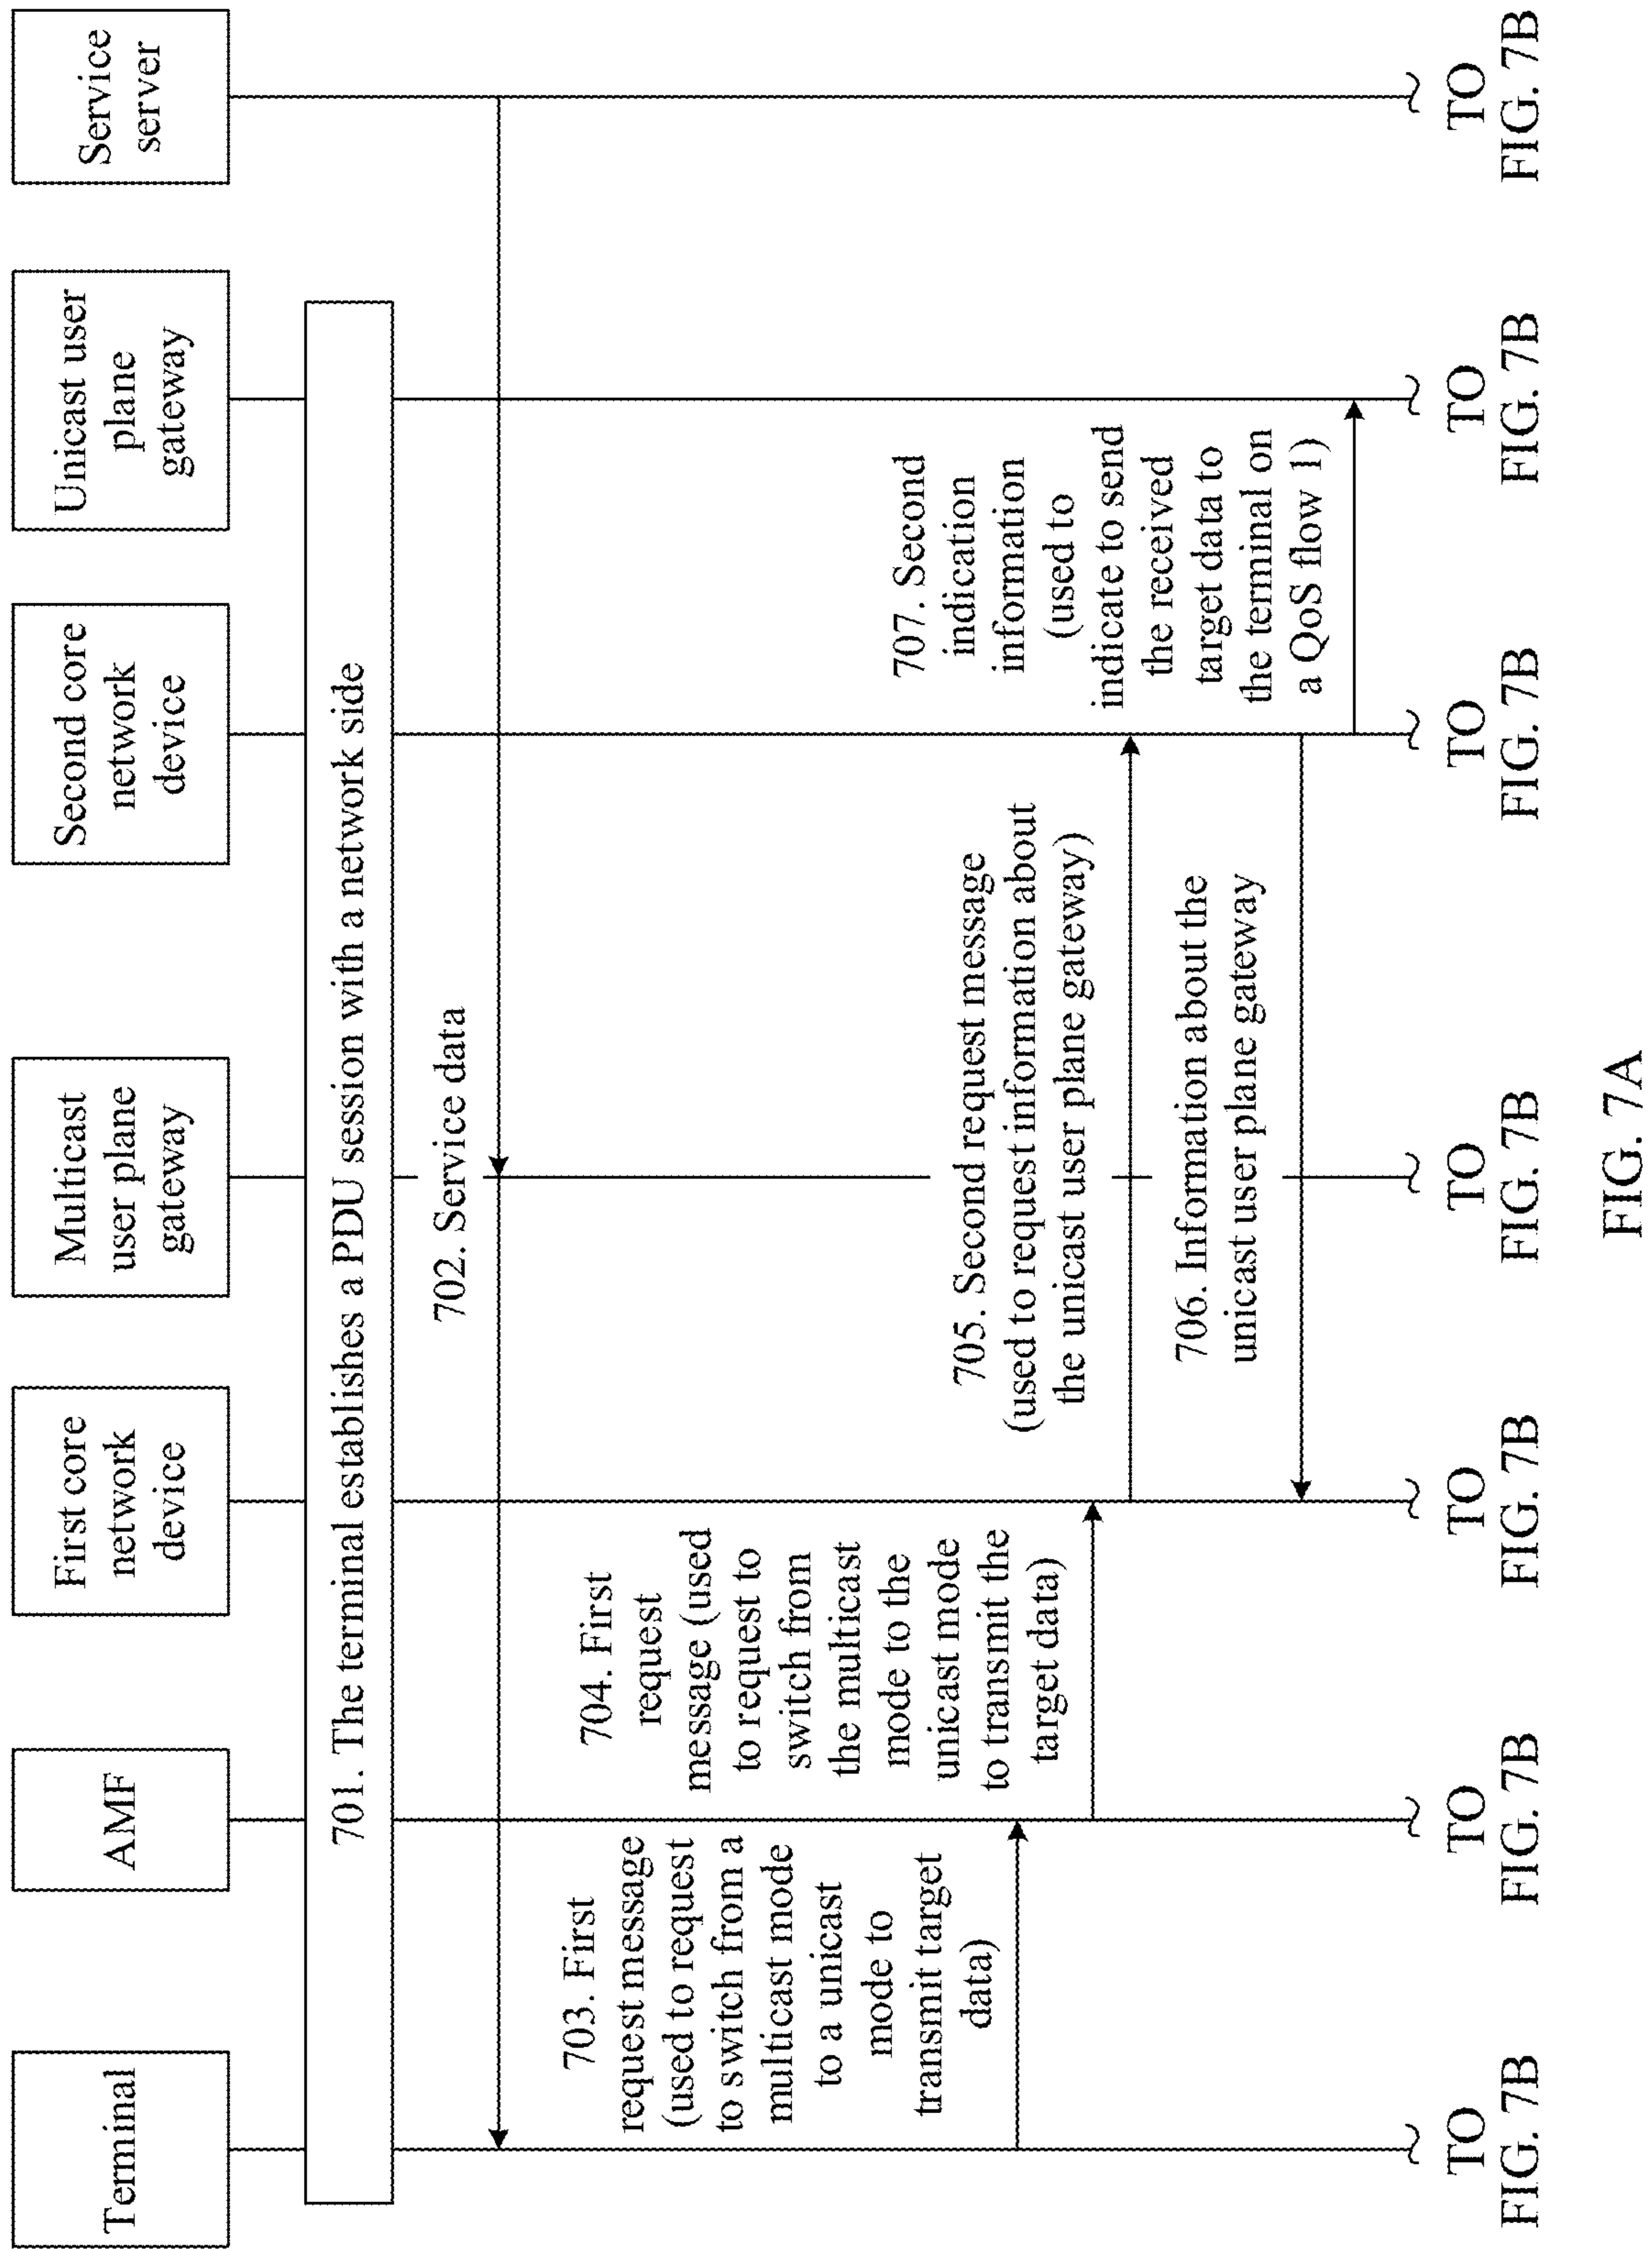 Terminal
AMF
First core
network
device
Multicast
user plane
gateway
Second core
network
device
Unicast user
plane
gateway
Service
server
701. The terminal establishes a PDU session with a network side
702. Service data
703. First
request message
(used to request
to switch from a
multicast mode
to a unicast
mode to
transmit target
data)
704. First
request
message (used
to request to
switch from
the multicast
mode to the
unicast mode
to transmit the
target data)
705. Second request message
(used to request information about
the unicast user plane gateway)
706. Information about the
unicast user plane gateway
707. Second
indication
information
(used to
indicate to send
the received
target data to
the terminal on
a QoS flow 1)
TO
FIG. 7B
TO
FIG. 7B
TO
FIG. 7B
TO
FIG. 7B
TO
FIG. 7B
TO
FIG. 7B
TO
FIG. 7B
FIG. 7A